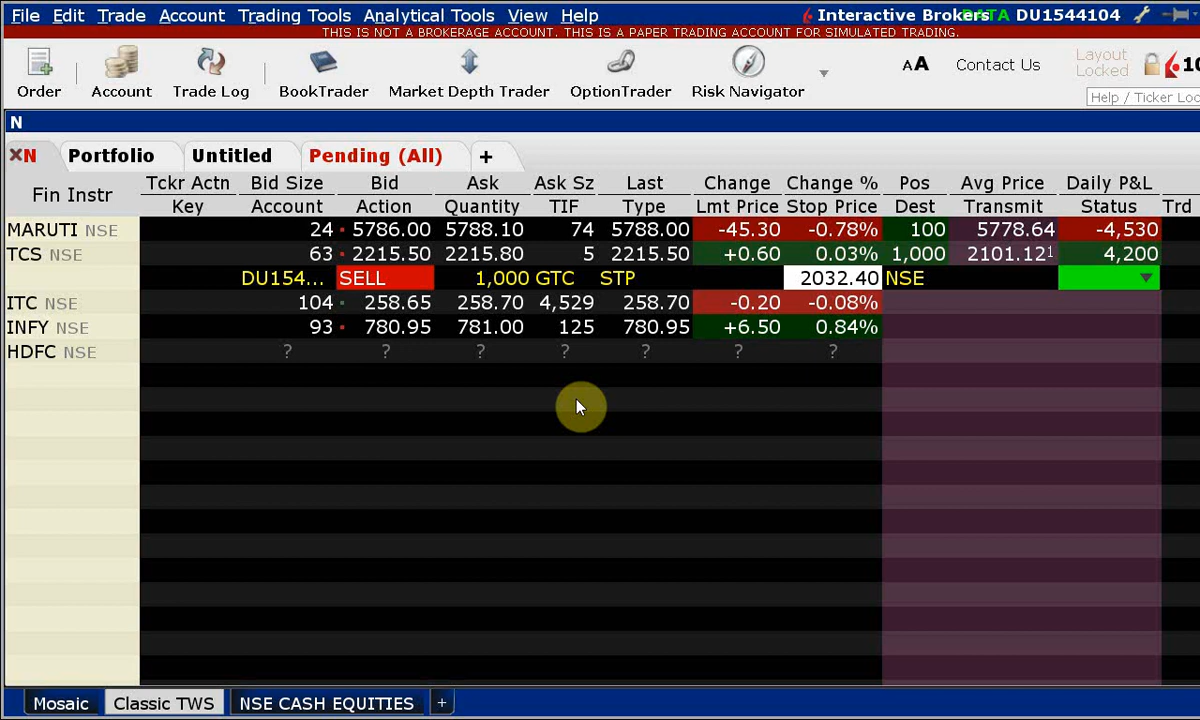 File Edit Trade Account Trading Tools Analytical Tools View Help Interactive Brokers DATA DU1544104
THIS IS NOT A BROKERAGE ACCOUNT. THIS IS A PAPER TRADING ACCOUNT FOR SIMULATED TRADING.
Order Account Trade Log BookTrader Market Depth Trader OptionTrader Risk Navigator AA Contact Us Layout Locked 10
Help / Ticker Loc
N
N Portfolio Untitled Pending (All) +
Fin Instr Tckr Actn Bid Size Bid Ask Ask Sz Last Change Change % Pos Avg Price Daily P&L
Key Account Action Quantity TIF Type Lmt Price Stop Price Dest Transmit Status Trd
MARUTI NSE 24 5786.00 5788.10 74 5788.00 -45.30 -0.78% 100 5778.64 -4,530
TCS NSE 63 2215.50 2215.80 5 2215.50 +0.60 0.03% 1,000 2101.12¹ 4,200
DU154... SELL 1,000 GTC STP 2032.40 NSE
ITC NSE 104 258.65 258.70 4,529 258.70 -0.20 -0.08%
INFY NSE 93 780.95 781.00 125 780.95 +6.50 0.84%
HDFC NSE ? ? ? ? ? ? ?
Mosaic Classic TWS NSE CASH EQUITIES +